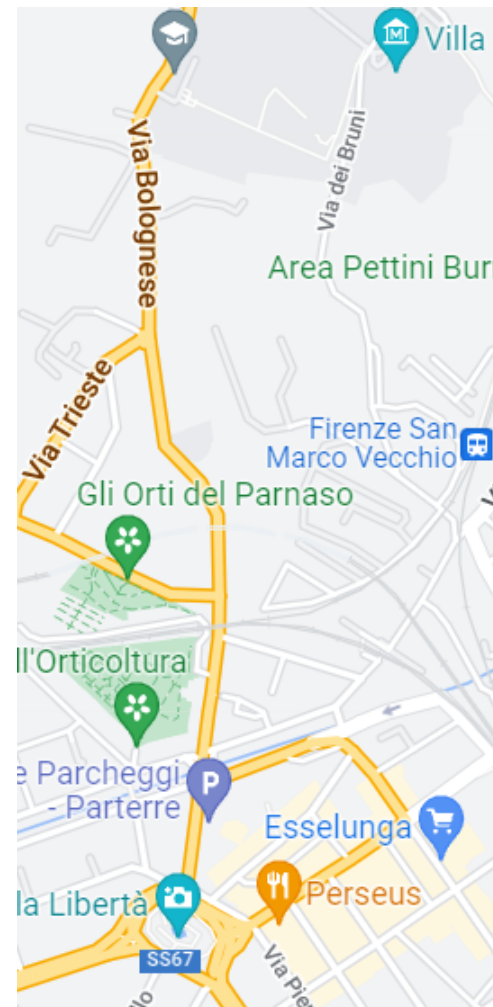 Villa
Via Bolognese
Via dei Bruni
Area Pettini Bur
Via Trieste
Firenze San
Marco Vecchio
Gli Orti del Parnaso
ll'Orticoltura
e Parcheggi
- Parterre
P
Esselunga
Perseus
la Libertà
SS67
Via Pie